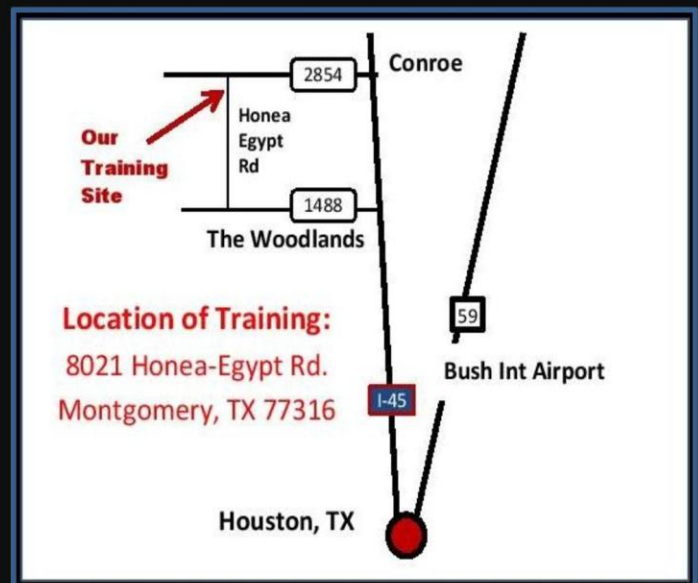 Conroe
2854
Honea
Egypt
Rd
Our
Training
Site
1488
The Woodlands
Location of Training:
8021 Honea-Egypt Rd.
Montgomery, TX 77316
59
Bush Int Airport
I-45
Houston, TX